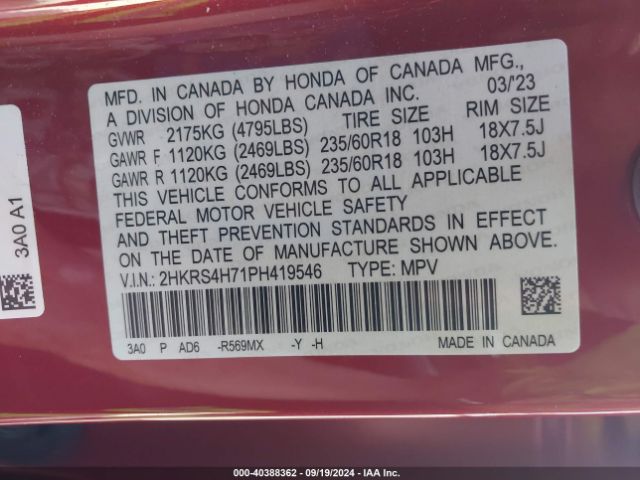 MFD. IN CANADA BY HONDA OF CANADA MFG.,
A DIVISION OF HONDA CANADA INC. 03/'23
GVWR 2175KG (4795LBS) TIRE SIZE RIM SIZE
GAWR F 1120KG (2469LBS) 235/60R18 103H 18X7.5J
GAWR R 1120KG (2469LBS) 235/60R18 103H 18X7.5J
THIS VEHICLE CONFORMS TO ALL APPLICABLE
FEDERAL MOTOR VEHICLE SAFETY
AND THEFT PREVENTION STANDARDS IN EFFECT
ON THE DATE OF MANUFACTURE SHOWN ABOVE.
V.I.N.: 2HKRS4H71PH419546 TYPE: MPV
3A0 P AD6 -R569MX -Y -H MADE IN CANADA
3A0 A1
000-40388362 - 09/19/2024 - IAA Inc.